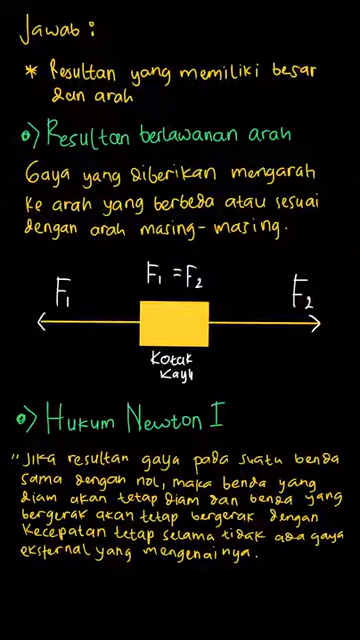 Jawab :
* Resultan yang memiliki besar
dan arah
•> Resultan berlawanan arah
Gaya yang diberikan mengarah
ke arah yang berbeda atau sesuai
dengan arah masing-masing.
F₁ = F₂
F₁
F₂
Kotak
Kayu
•> Hukum Newton I
"Jika resultan gaya pada suatu benda
sama dengan nol, maka benda yang
diam akan tetap diam dan benda yang
bergerak akan tetap bergerak dengan
kecepatan tetap selama tidak ada gaya
eksternal yang mengenainya.